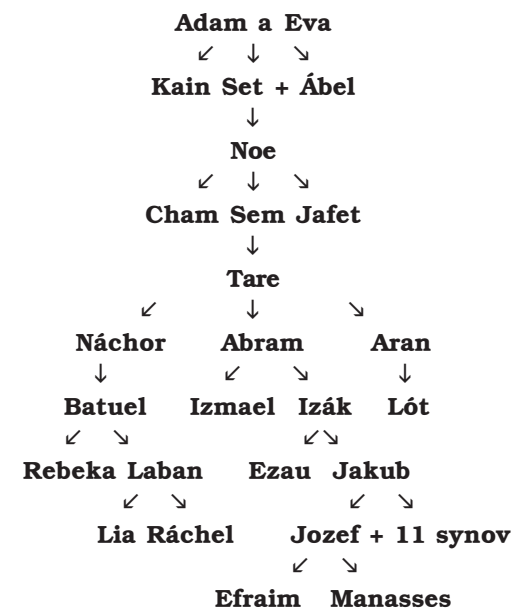 Adam a Eva
↙ ↓ ↘
Kain Set + Ábel
↓
Noe
↙ ↓ ↘
Cham Sem Jafet
↓
Tare
↙ ↓ ↘
Náchor Abram Aran
↓ ↙ ↘ ↓
Batuel Izmael Izák Lót
↙ ↘ ↙↘
Rebeka Laban Ezau Jakub
↙ ↘ ↙ ↘
Lia Ráchel Jozef + 11 synov
↙ ↘
Efraim Manasses